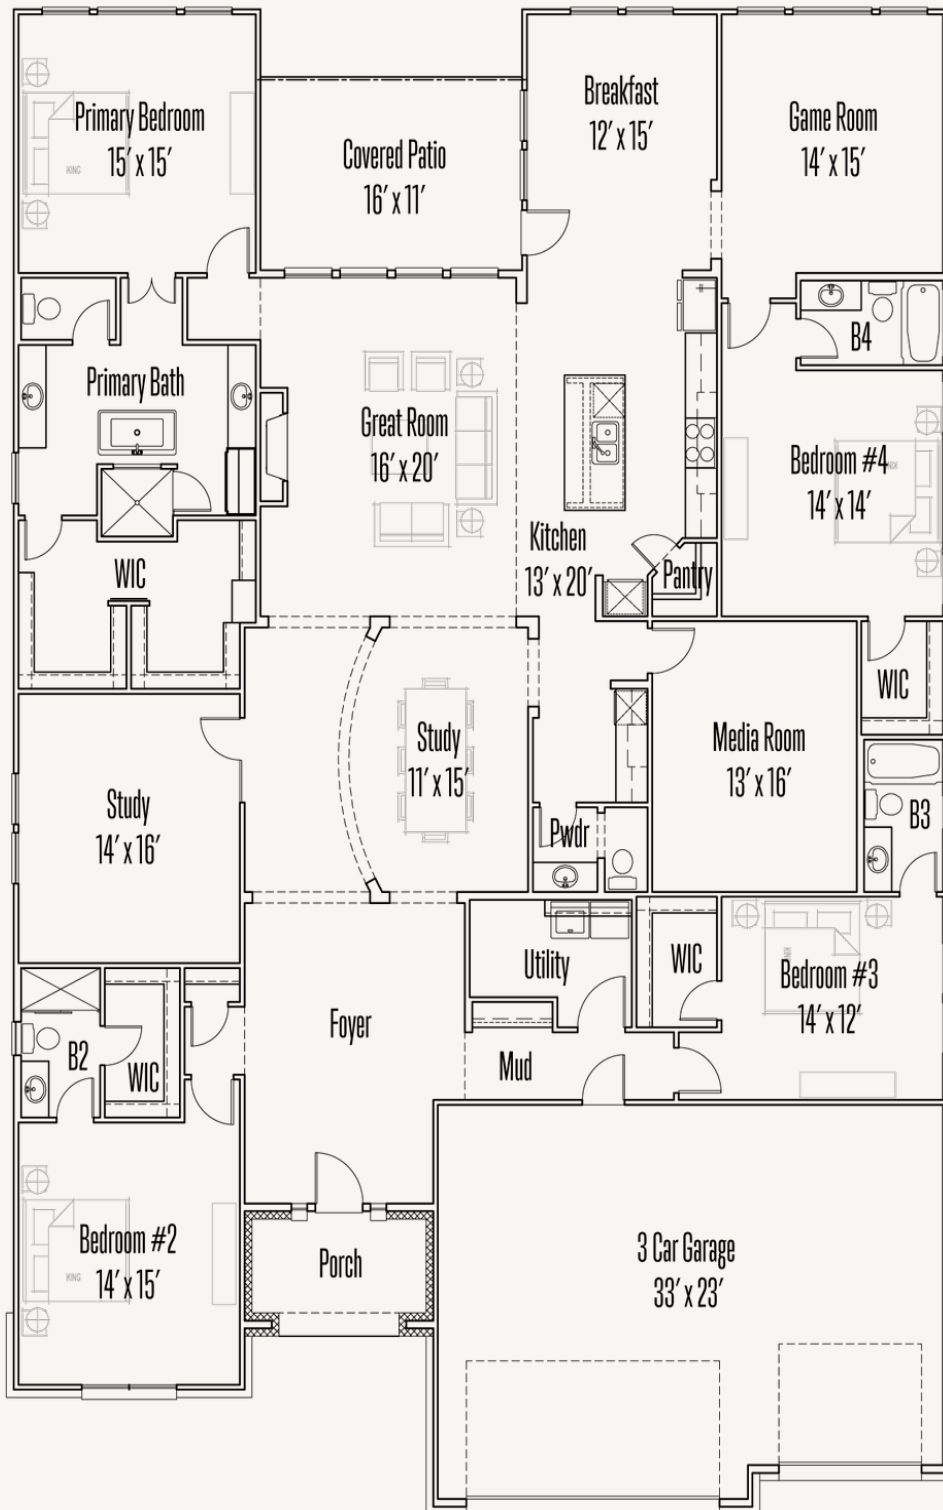 Primary Bedroom
15' x 15'
KING
Covered Patio
16' x 11'
Breakfast
12' x 15'
Game Room
14' x 15'
Primary Bath
Great Room
16' x 20'
B4
Bedroom #4
14' x 14'
Kitchen
13' x 20'
Pantry
WIC
WIC
Study
14' x 16'
Study
11' x 15'
Media Room
13' x 16'
Pwdr
B3
Utility
WIC
Bedroom #3
14' x 12'
Foyer
Mud
B2
WIC
Bedroom #2
14' x 15'
KING
Porch
3 Car Garage
33' x 23'